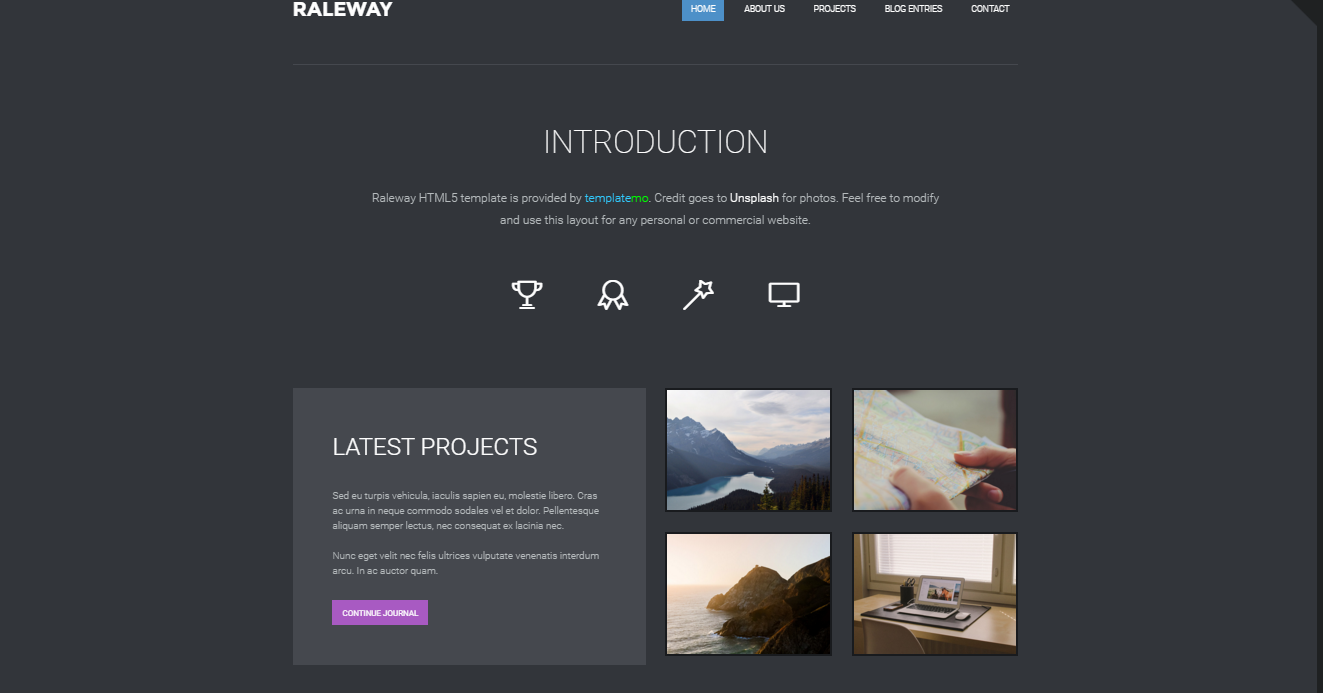 RALEWAY
HOME ABOUT US PROJECTS BLOG ENTRIES CONTACT
INTRODUCTION
Raleway HTML5 template is provided by templatemo. Credit goes to Unsplash for photos. Feel free to modify
and use this layout for any personal or commercial website.
LATEST PROJECTS
Sed eu turpis vehicula, iaculis sapien eu, molestie libero. Cras
ac urna in neque commodo sodales vel et dolor. Pellentesque
aliquam semper lectus, nec consequat ex lacinia nec.
Nunc eget velit nec felis ultrices vulputate venenatis interdum
arcu. In ac auctor quam.
CONTINUE JOURNAL